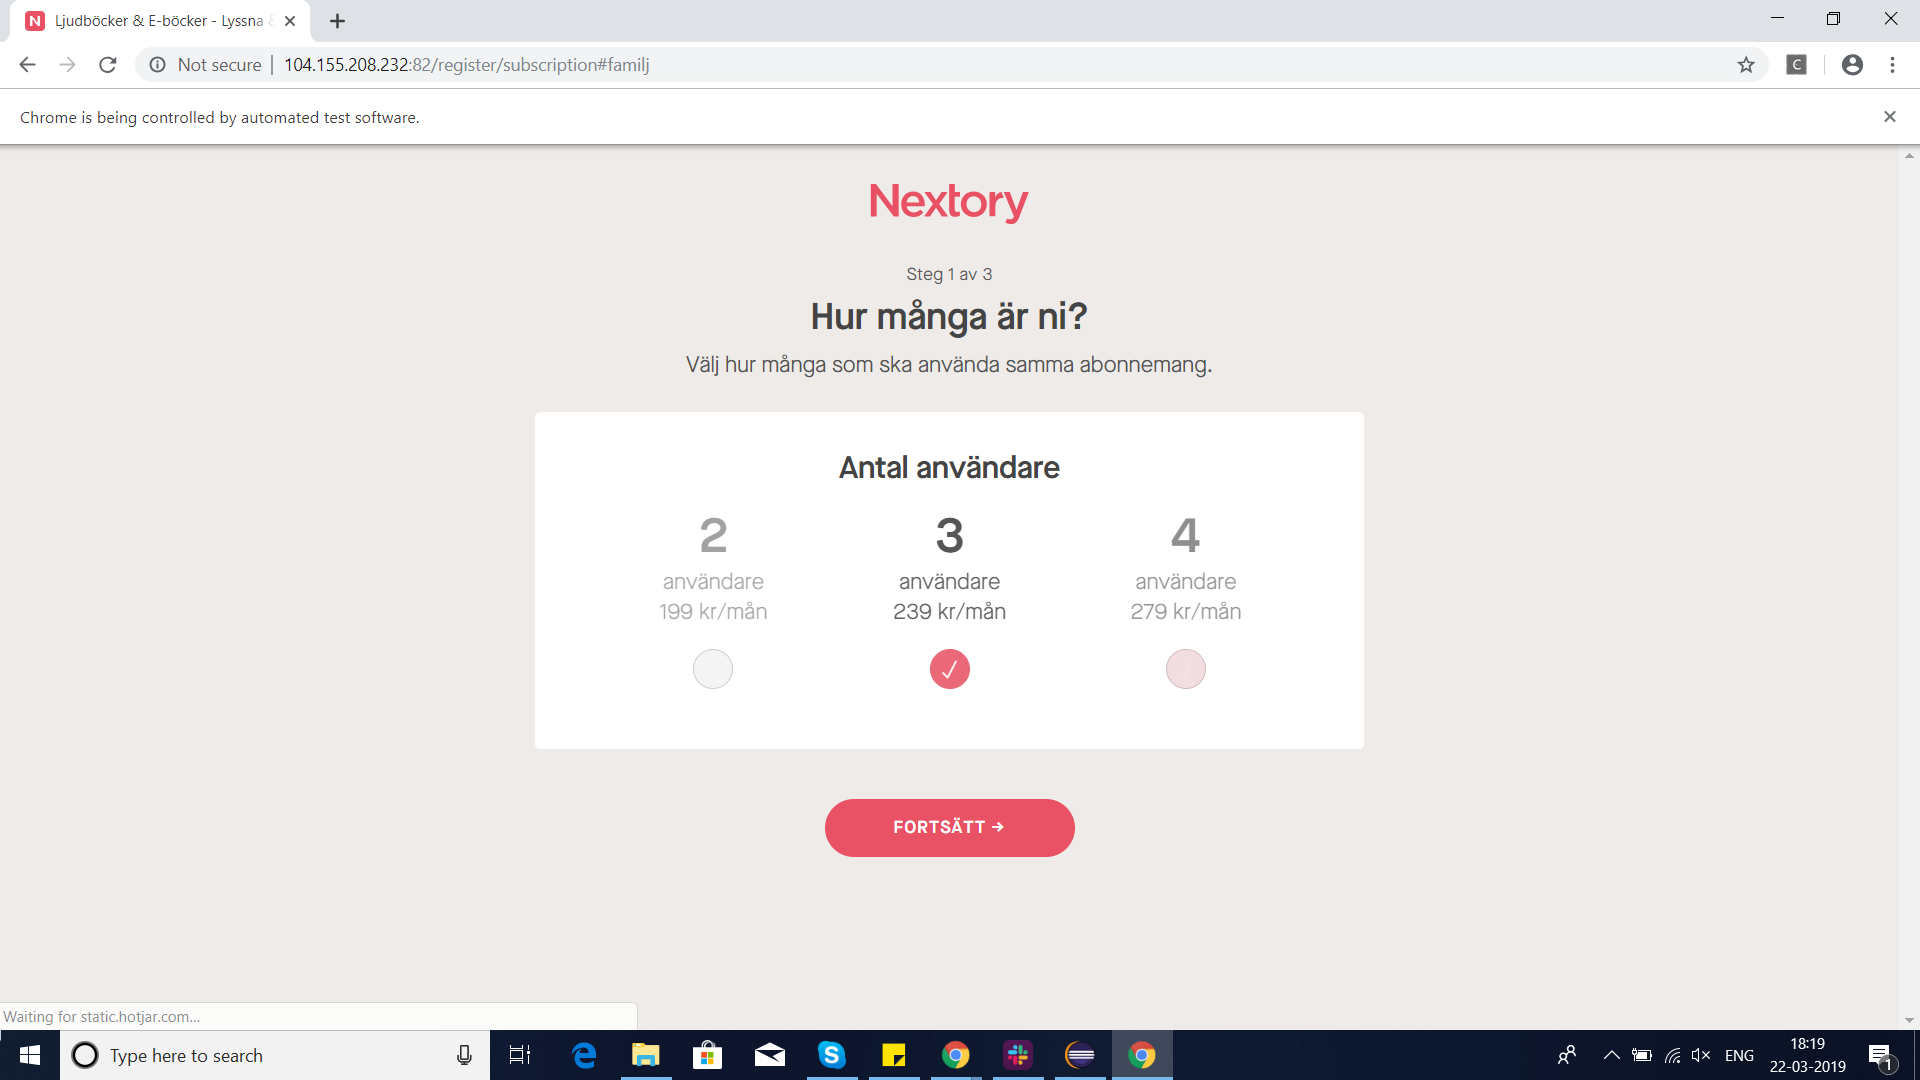 N Ljudböcker & E-böcker - Lyssna
Not secure | 104.155.208.232:82/register/subscription#familj
C
Chrome is being controlled by automated test software.
Nextory
Steg 1 av 3
Hur många är ni?
Välj hur många som ska använda samma abonnemang.
Antal användare
2 3 4
användare användare användare
199 kr/mån 239 kr/mån 279 kr/mån
FORTSÄTT →
Waiting for static.hotjar.com...
Type here to search
ENG
18:19
22-03-2019
1